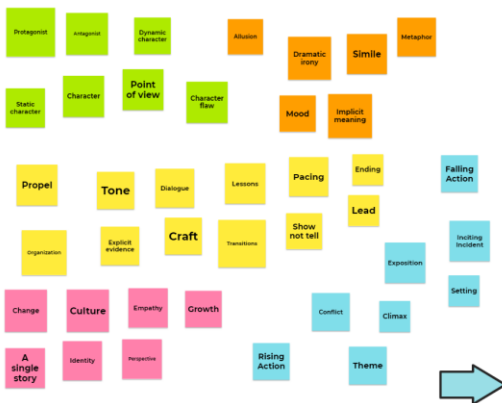 Protagonist
Antagonist
Dynamic
character
Allusion
Dramatic
irony
Simile
Metaphor
Static
character
Character
Point
of view
Character
flaw
Mood
Implicit
meaning
Propel
Tone
Dialogue
Lessons
Pacing
Ending
Falling
Action
Organization
Explicit
evidence
Craft
Transitions
Show
not tell
Lead
Exposition
Inciting
Incident
Setting
Change
Culture
Empathy
Growth
Conflict
Climax
A
single
story
Identity
Perspective
Rising
Action
Theme